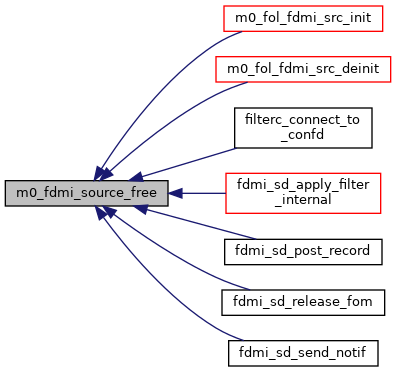 m0_fol_fdmi_src_init
m0_fol_fdmi_src_deinit
filterc_connect_to
_confd
m0_fdmi_source_free
fdmi_sd_apply_filter
_internal
fdmi_sd_post_record
fdmi_sd_release_fom
fdmi_sd_send_notif